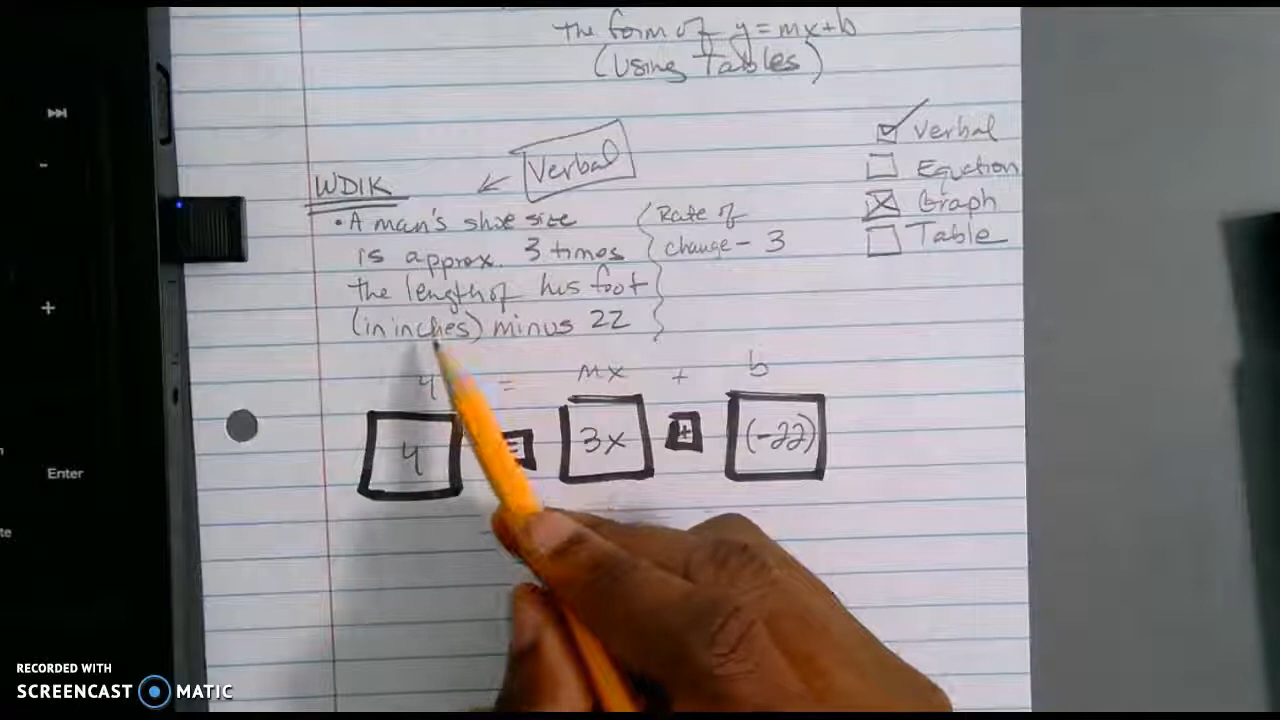 the form of y=mx+b
(Using Tables)
Verbal
Equation
Graph
Table
Verbal
WDIK
• A man's shoe size
is approx. 3 times
the length of his foot
(in inches) minus 22
Rate of
change - 3
y = mx + b
y = 3x + (-22)
Enter
RECORDED WITH
SCREENCAST MATIC